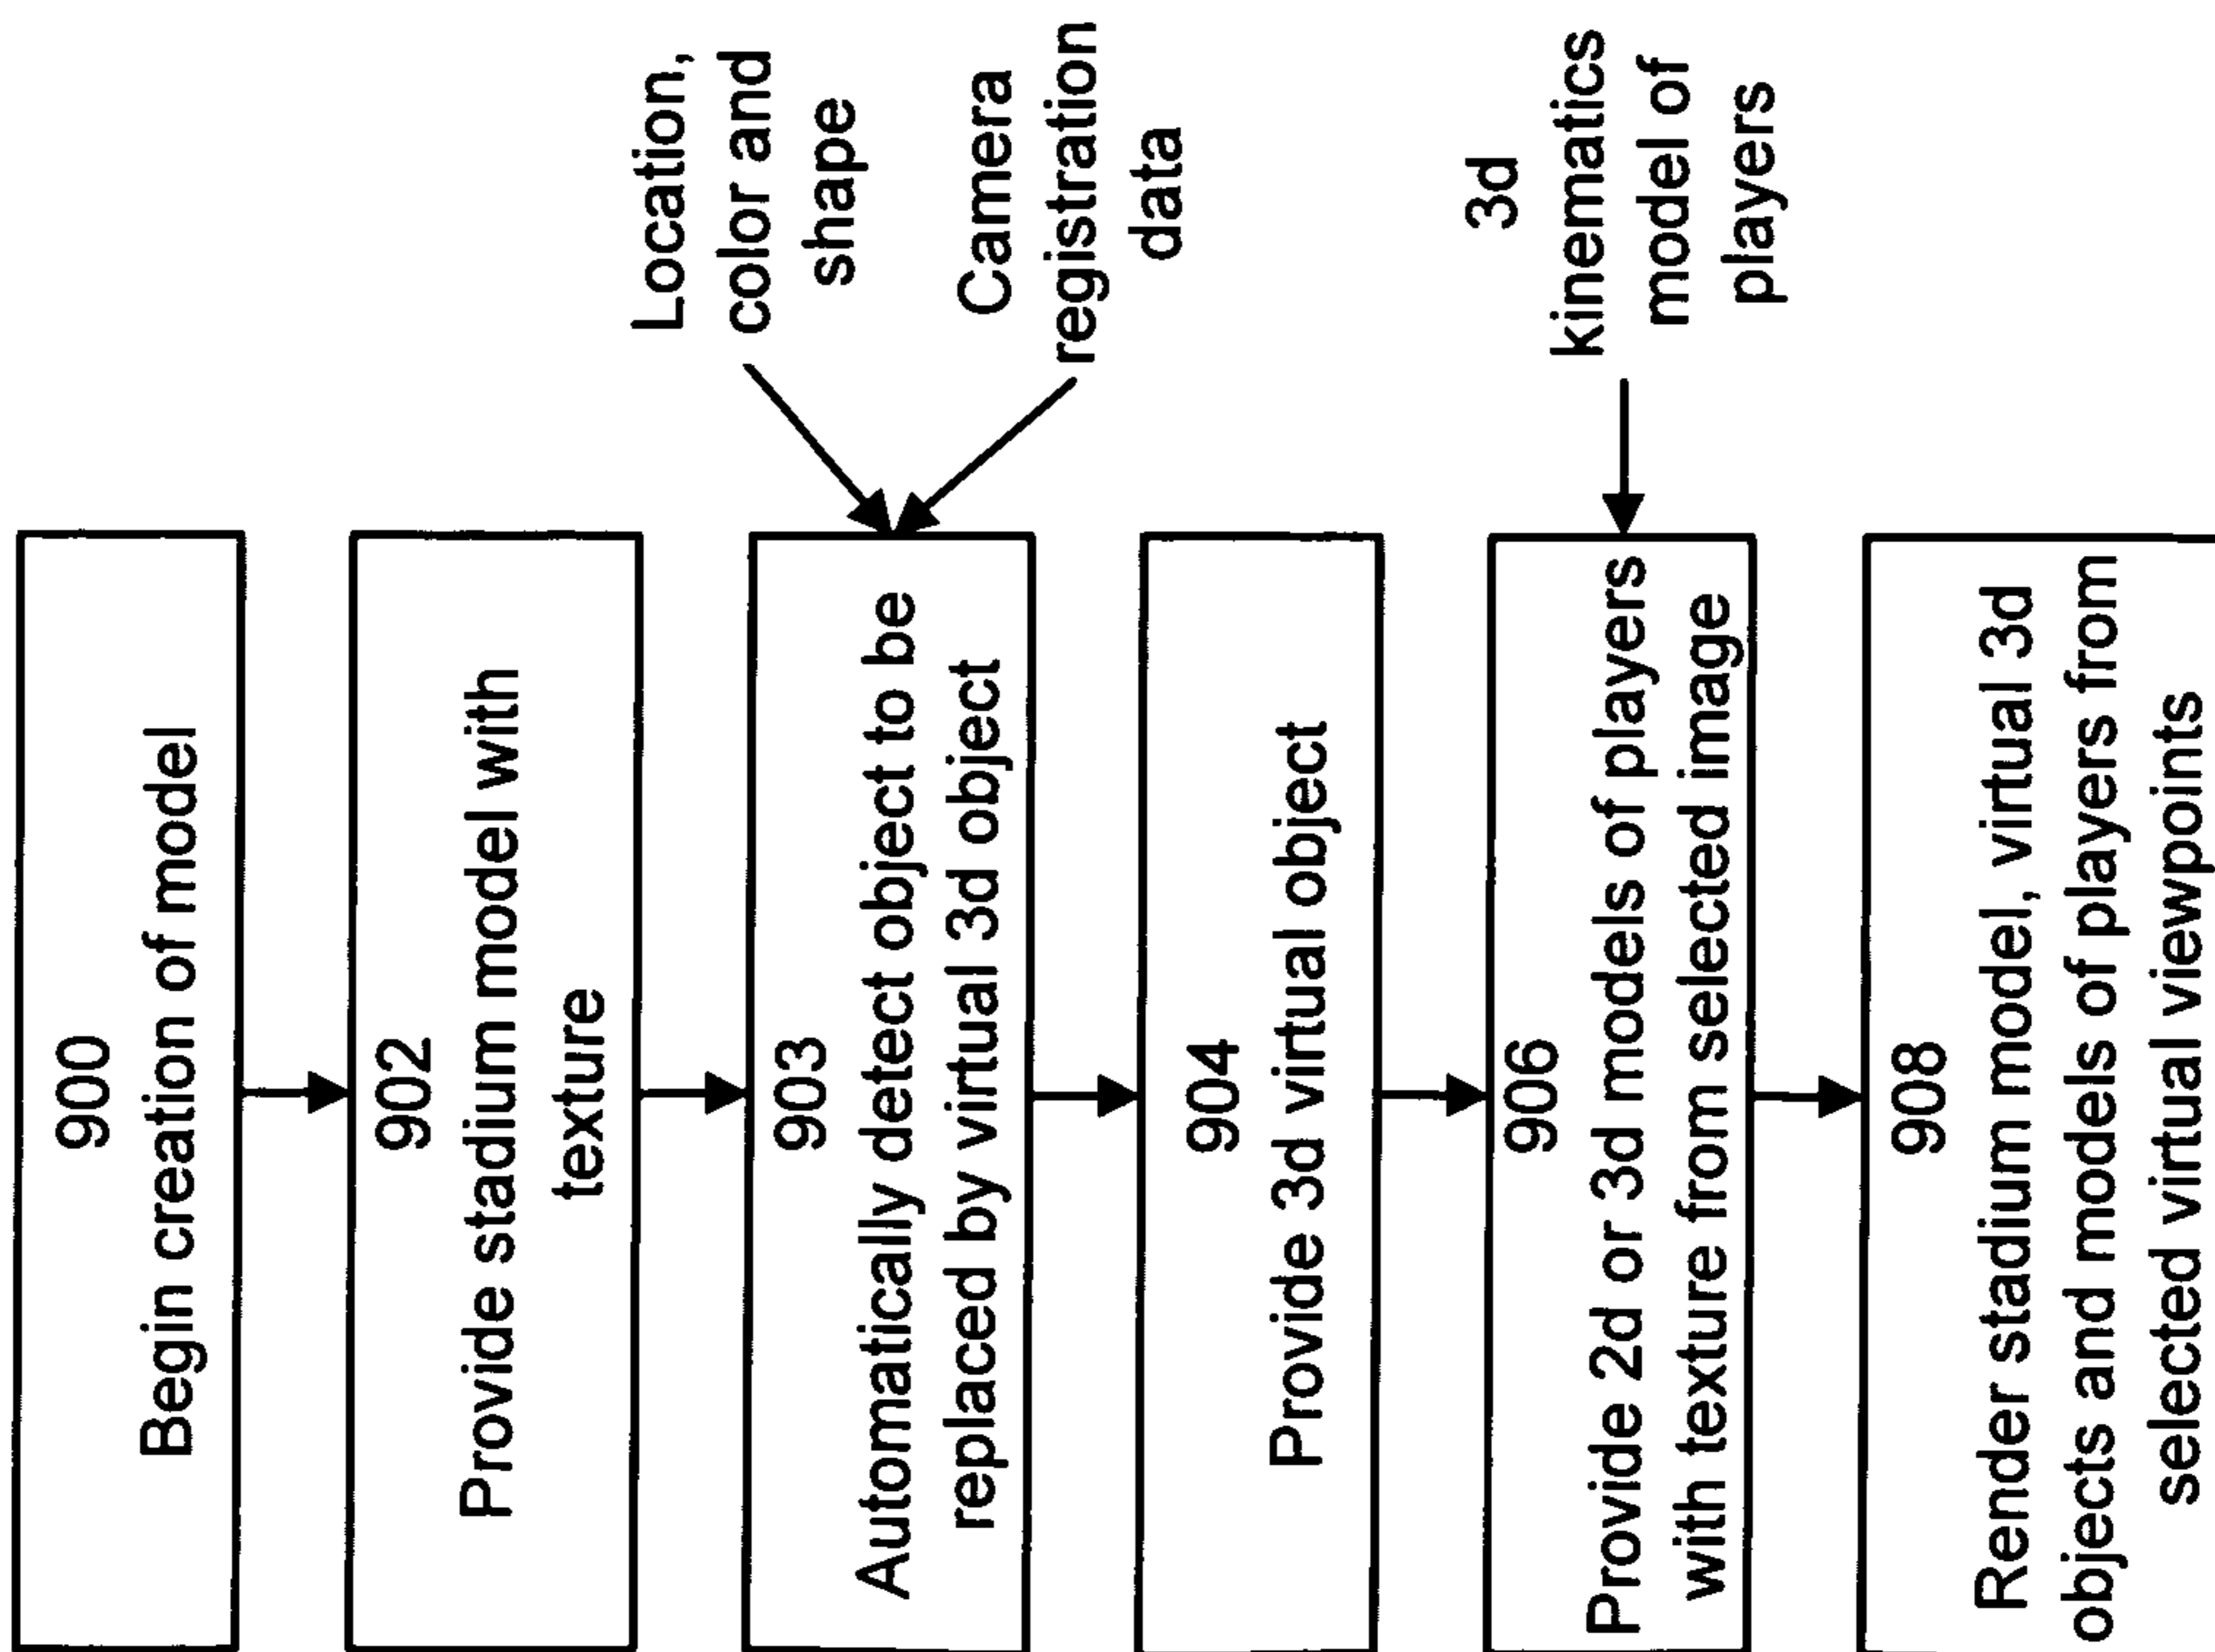 900
Begin creation of model
902
Provide stadium model with
texture
903
Automatically detect object to be
replaced by virtual 3d object
Location,
color and
shape
Camera
registration
data
904
Provide 3d virtual object
906
Provide 2d or 3d models of players
with texture from selected image
3d
kinematics
model of
players
908
Render stadium model, virtual 3d
objects and models of players from
selected virtual viewpoints